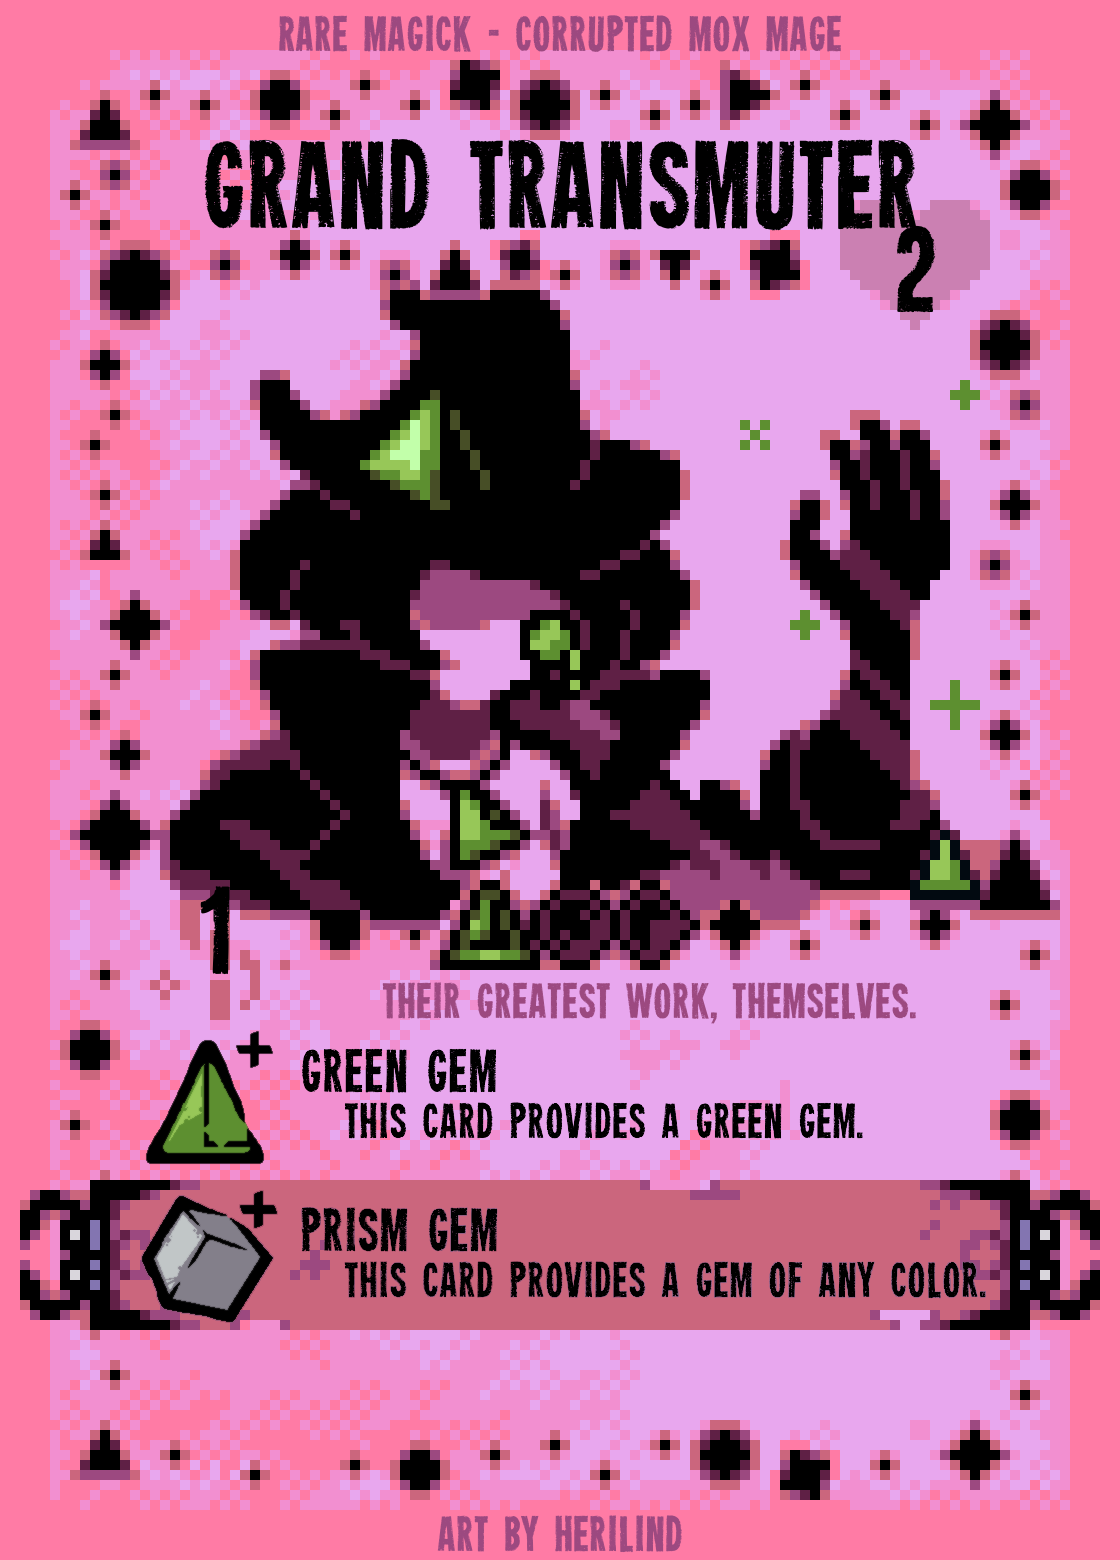 RARE MAGICK - CORRUPTED MOX MAGE
GRAND TRANSMUTER
2
1
THEIR GREATEST WORK, THEMSELVES.
GREEN GEM
THIS CARD PROVIDES A GREEN GEM.
PRISM GEM
THIS CARD PROVIDES A GEM OF ANY COLOR.
ART BY HERILIND